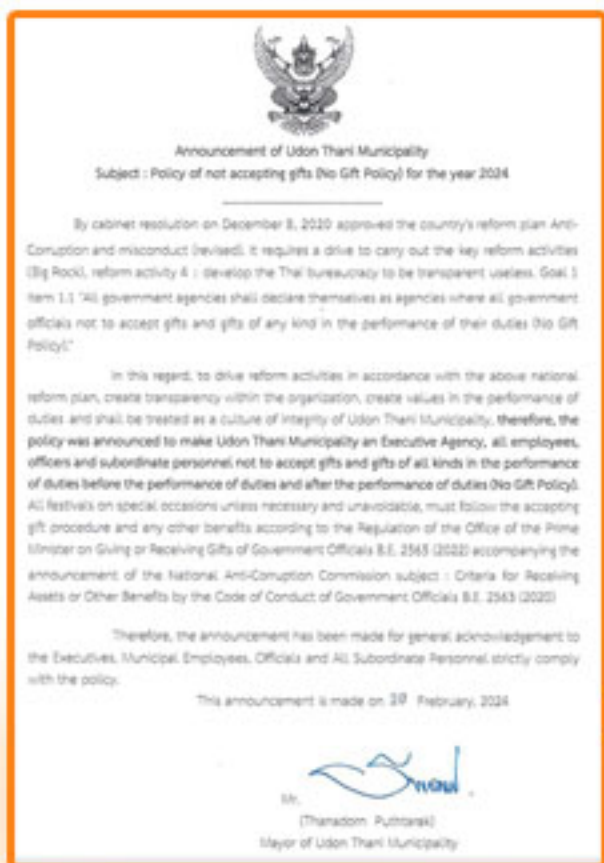 Announcement of Udon Thani Municipality
Subject : Policy of not accepting gifts (No Gift Policy) for the year 2024
By cabinet resolution on December 8, 2020 approved the country's reform plan Anti-
Corruption and misconduct (revised). It requires a drive to carry out the key reform activities
(Big Rock), reform activity 4 : develop the Thai bureaucracy to be transparent useless. Goal 1
Item 1.1 "All government agencies shall declare themselves as agencies where all government
officials not to accept gifts and gifts of any kind in the performance of their duties (No Gift
Policy)."
In this regard, to drive reform activities in accordance with the above national
reform plan, create transparency within the organization, create values in the performance of
duties and shall be treated as a culture of integrity of Udon Thani Municipality, therefore, the
policy was announced to make Udon Thani Municipality an Executive Agency, all employees,
officers and subordinate personnel not to accept gifts and gifts of all kinds in the performance
of duties before the performance of duties and after the performance of duties (No Gift Policy).
All festivals on special occasions unless necessary and unavoidable, must follow the accepting
gift procedure and any other benefits according to the Regulation of the Office of the Prime
Minister on Giving or Receiving Gifts of Government Officials B.E. 2565 (2022) accompanying the
announcement of the National Anti-Corruption Commission subject : Criteria for Receiving
Assets or Other Benefits by the Code of Conduct of Government Officials B.E. 2563 (2020)
Therefore, the announcement has been made for general acknowledgement to
the Executives, Municipal Employees, Officials and All Subordinate Personnel strictly comply
with the policy.
This announcement is made on Frebruary, 2024
Mr.
(Thanadorn Puttharak)
Mayor of Udon Thani Municipality